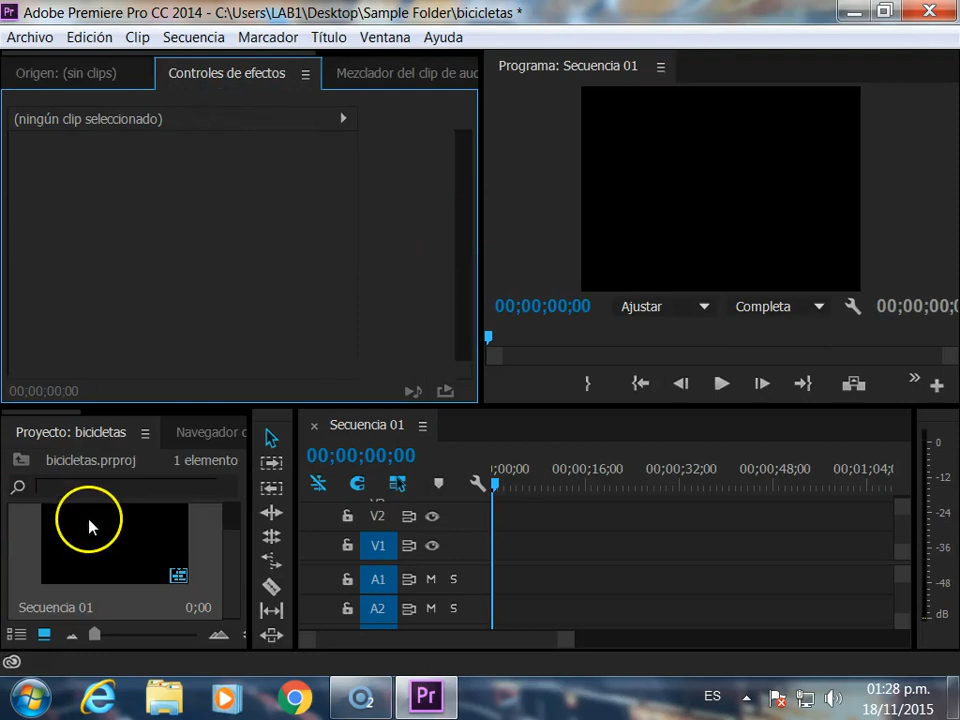 Pr Adobe Premiere Pro CC 2014 - C:\Users\LAB1\Desktop\Sample Folder\bicicletas *
Archivo Edición Clip Secuencia Marcador Título Ventana Ayuda
Origen: (sin clips) Controles de efectos Mezclador del clip de auc
Programa: Secuencia 01
(ningún clip seleccionado)
00;00;00;00 Ajustar Completa 00;00;00;
00;00;00;00
Proyecto: bicicletas Navegador d
bicicletas.prproj 1 elemento
Secuencia 01 0;00
Secuencia 01
00;00;00;00
;00;00 00;00;16;00 00;00;32;00 00;00;48;00 00;01;04;
V2
V1
A1 M S
A2 M S
0
-12
-24
-36
-48
dB
2 Pr
ES
01:28 p.m.
18/11/2015